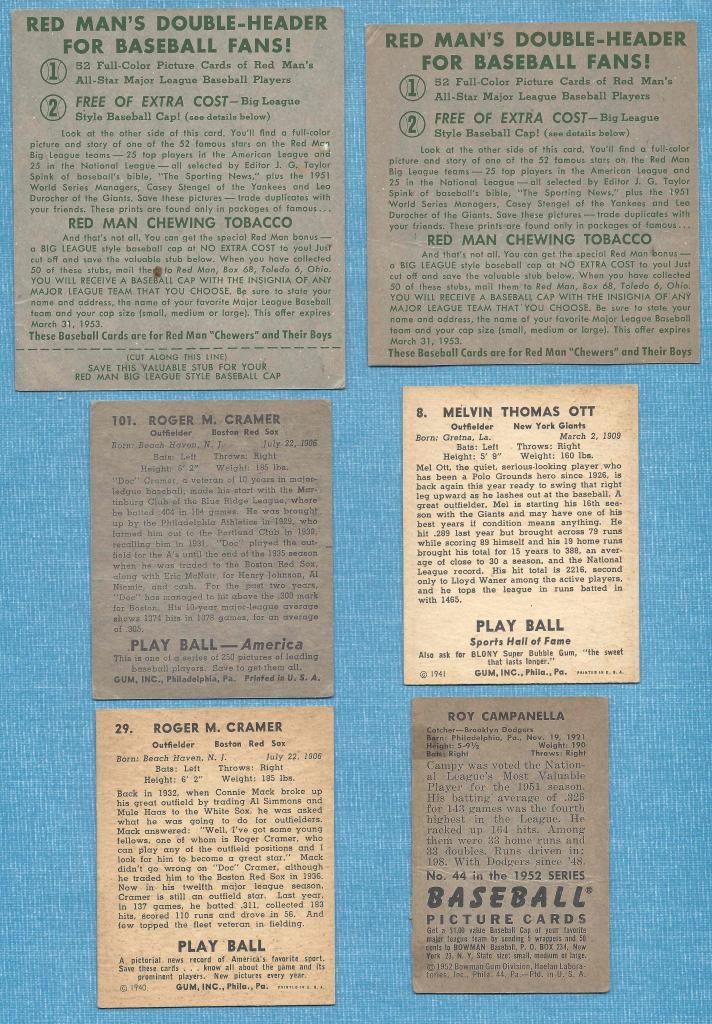 RED MAN'S DOUBLE-HEADER
FOR BASEBALL FANS!
1 52 Full-Color Picture Cards of Red Man's
All-Star Major League Baseball Players
2 FREE OF EXTRA COST—Big League
Style Baseball Cap! (see details below)
Look at the other side of this card. You'll find a full-color
picture and story of one of the 52 famous stars on the Red Man
Big League teams — 25 top players in the American League and
25 in the National League — all selected by Editor J. G. Taylor
Spink of baseball's bible, "The Sporting News," plus the 1951
World Series Managers, Casey Stengel of the Yankees and Leo
Durocher of the Giants. Save these pictures — trade duplicates with
your friends. These prints are found only in packages of famous...
RED MAN CHEWING TOBACCO
And that's not all. You can get the special Red Man bonus —
a BIG LEAGUE style baseball cap at NO EXTRA COST to you! Just
cut off and save the valuable stub below. When you have collected
50 of these stubs, mail them to Red Man, Box 68, Toledo 6, Ohio.
YOU WILL RECEIVE A BASEBALL CAP WITH THE INSIGNIA OF ANY
MAJOR LEAGUE TEAM THAT YOU CHOOSE. Be sure to state your
name and address, the name of your favorite Major League Baseball
team and your cap size (small, medium or large). This offer expires
March 31, 1953.
These Baseball Cards are for Red Man "Chewers" and Their Boys
(CUT ALONG THIS LINE)
SAVE THIS VALUABLE STUB FOR YOUR
RED MAN BIG LEAGUE STYLE BASEBALL CAP
RED MAN'S DOUBLE-HEADER
FOR BASEBALL FANS!
1 52 Full-Color Picture Cards of Red Man's
All-Star Major League Baseball Players
2 FREE OF EXTRA COST—Big League
Style Baseball Cap! (see details below)
Look at the other side of this card. You'll find a full-color
picture and story of one of the 52 famous stars on the Red Man
Big League teams — 25 top players in the American League and
25 in the National League — all selected by Editor J. G. Taylor
Spink of baseball's bible, "The Sporting News," plus the 1951
World Series Managers, Casey Stengel of the Yankees and Leo
Durocher of the Giants. Save these pictures — trade duplicates with
your friends. These prints are found only in packages of famous...
RED MAN CHEWING TOBACCO
And that's not all. You can get the special Red Man bonus —
a BIG LEAGUE style baseball cap at NO EXTRA COST to you! Just
cut off and save the valuable stub below. When you have collected
50 of these stubs, mail them to Red Man, Box 68, Toledo 6, Ohio.
YOU WILL RECEIVE A BASEBALL CAP WITH THE INSIGNIA OF ANY
MAJOR LEAGUE TEAM THAT YOU CHOOSE. Be sure to state your
name and address, the name of your favorite Major League Baseball
team and your cap size (small, medium or large). This offer expires
March 31, 1953.
These Baseball Cards are for Red Man "Chewers" and Their Boys
101. ROGER M. CRAMER
Outfielder Boston Red Sox
Born: Beach Haven, N. J. July 22, 1906
Bats: Left Throws: Right
Height: 6' 2" Weight: 185 lbs.
"Doc" Cramer, a veteran of 10 years in major-
league baseball, made his start with the Mar-
tinburg Club of the Blue Ridge League, where
he batted .404 in 104 games. He was brought
up by the Philadelphia Athletics in 1929, who
farmed him out to the Portland Club in 1930,
recalling him in 1931. "Doc" played the out-
field for the A's until the end of the 1935 season
when he was traded to the Boston Red Sox,
along with Eric McNair, for Henry Johnson, Al
Niemic, and cash. For the past two years,
"Doc" has managed to hit above the .300 mark
for Boston. His 10-year major-league average
shows 1374 hits in 1078 games, for an average
of .305.
PLAY BALL—America
This is one of a series of 250 pictures of leading
baseball players. Save to get them all.
GUM, INC., Philadelphia, Pa. Printed in U. S. A.
8. MELVIN THOMAS OTT
Outfielder New York Giants
Born: Gretna, La. March 2, 1909
Bats: Left Throws: Right
Height: 5' 9" Weight: 160 lbs.
Mel Ott, the quiet, serious-looking player who
has been a Polo Grounds hero since 1926, is
back again this year ready to swing that right
leg upward as he lashes out at the baseball. A
great outfielder, Mel is starting his 16th sea-
son with the Giants and may have one of his
best years if condition means anything. He
hit .289 last year but brought across 79 runs
while scoring 89 himself and his 19 home runs
brought his total for 15 years to 388, an aver-
age of close to 30 a season, and the National
League record. His hit total is 2216, second
only to Lloyd Waner among the active players,
and he tops the league in runs batted in
with 1465.
PLAY BALL
Sports Hall of Fame
Also ask for BLONY Super Bubble Gum, "the sweet
that lasts longer."
© 1941 GUM, INC., Phila., Pa. PRINTED IN U. S. A.
29. ROGER M. CRAMER
Outfielder Boston Red Sox
Born: Beach Haven, N. J. July 22, 1906
Bats: Left Throws: Right
Height: 6' 2" Weight: 185 lbs.
Back in 1932, when Connie Mack broke up
his great outfield by trading Al Simmons and
Mule Haas to the White Sox, he was asked
what he was going to do for outfielders.
Mack answered: "Well, I've got some young
fellows, one of whom is Roger Cramer, who
can play any of the outfield positions and I
look for him to become a great star." Mack
didn't go wrong on "Doc" Cramer, although
he traded him to the Boston Red Sox in 1936.
Now in his twelfth major league season,
Cramer is still an outfield star. Last year,
in 137 games, he batted .311, collected 183
hits, scored 110 runs and drove in 56. And
few topped the fleet veteran in fielding.
PLAY BALL
A pictorial news record of America's favorite sport.
Save these cards . . . know all about the game and its
prominent players. New pictures every year.
© 1940 GUM, INC., Phila., Pa. PRINTED IN U. S. A.
ROY CAMPANELLA
Catcher—Brooklyn Dodgers
Born: Philadelphia, Pa., Nov. 19, 1921
Height: 5-9½ Weight: 190
Bats: Right Throws: Right
Campy was voted the Nation-
al League's Most Valuable
Player for the 1951 season.
His batting average of .325
for 143 games was the fourth
highest in the League. He
racked up 164 hits. Among
them were 33 home runs and
33 doubles. Runs driven in:
108. With Dodgers since '48.
No. 44 in the 1952 SERIES
BASEBALL®
PICTURE CARDS
Get a $1.00 value Baseball Cap of your favorite
major league team by sending 5 wrappers and 50
cents to BOWMAN Baseball, P. O. BOX 234, New
York 23, N. Y. State size: small, medium or large.
© 1952 Bowman Gum Division, Haelan Labora-
tories, Inc., Phila. 44, Pa.—Ptd. in U. S. A.